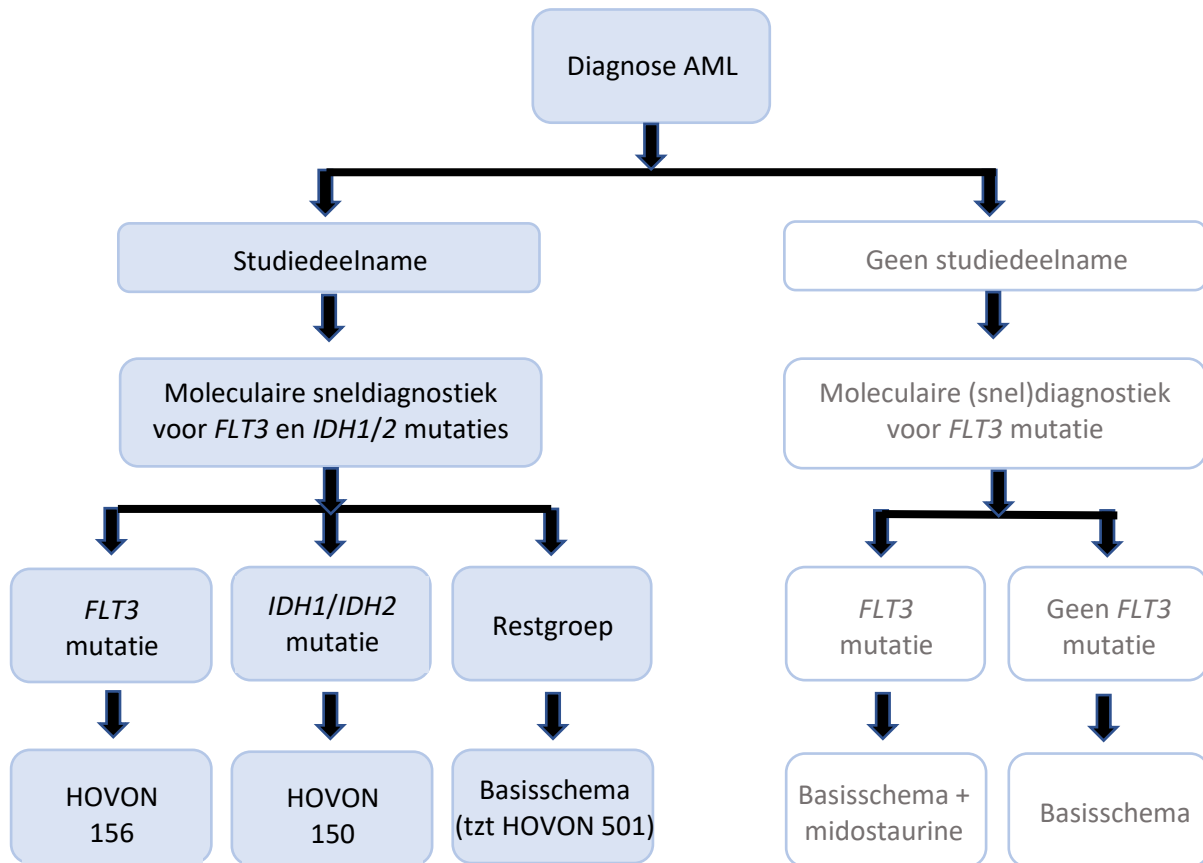 Diagnose AML
Studiedeelname
Geen studiedeelname
Moleculaire sneldiagnostiek
voor FLT3 en IDH1/2 mutaties
Moleculaire (snel)diagnostiek
voor FLT3 mutatie
FLT3
mutatie
IDH1/IDH2
mutatie
Restgroep
FLT3
mutatie
Geen FLT3
mutatie
HOVON
156
HOVON
150
Basisschema
(tzt HOVON 501)
Basisschema +
midostaurine
Basisschema